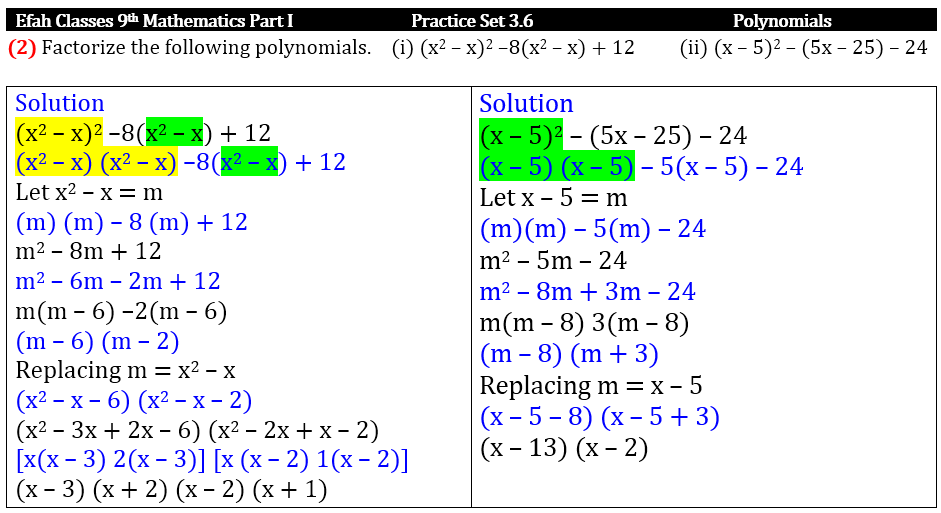 Efah Classes 9th Mathematics Part I Practice Set 3.6 Polynomials
(2) Factorize the following polynomials. (i) (x² – x)² –8(x² – x) + 12 (ii) (x – 5)² – (5x – 25) – 24
Solution
(x² – x)² –8(x² – x) + 12
(x² – x) (x² – x) –8(x² – x) + 12
Let x² – x = m
(m) (m) – 8 (m) + 12
m² – 8m + 12
m² – 6m – 2m + 12
m(m – 6) –2(m – 6)
(m – 6) (m – 2)
Replacing m = x² – x
(x² – x – 6) (x² – x – 2)
(x² – 3x + 2x – 6) (x² – 2x + x – 2)
[x(x – 3) 2(x – 3)] [x (x – 2) 1(x – 2)]
(x – 3) (x + 2) (x – 2) (x + 1)
Solution
(x – 5)² – (5x – 25) – 24
(x – 5) (x – 5) – 5(x – 5) – 24
Let x – 5 = m
(m)(m) – 5(m) – 24
m² – 5m – 24
m² – 8m + 3m – 24
m(m – 8) 3(m – 8)
(m – 8) (m + 3)
Replacing m = x – 5
(x – 5 – 8) (x – 5 + 3)
(x – 13) (x – 2)